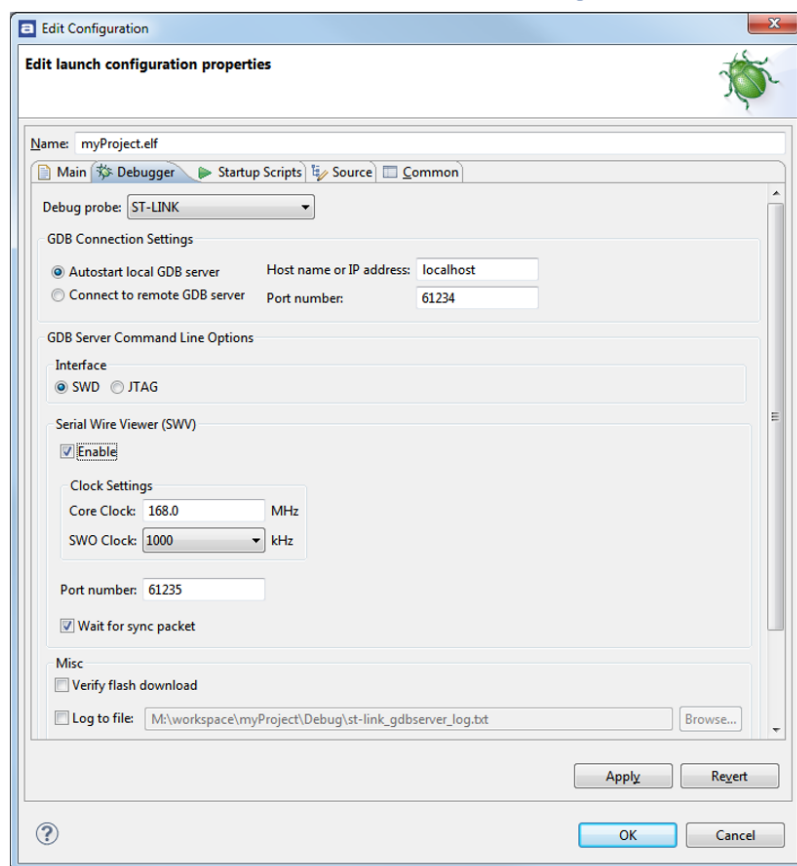 Edit Configuration
Edit launch configuration properties
Name: myProject.elf
Main Debugger Startup Scripts Source Common
Debug probe: ST-LINK
GDB Connection Settings
Autostart local GDB server Host name or IP address: localhost
Connect to remote GDB server Port number: 61234
GDB Server Command Line Options
Interface
SWD JTAG
Serial Wire Viewer (SWV)
Enable
Clock Settings
Core Clock: 168.0 MHz
SWO Clock: 1000 kHz
Port number: 61235
Wait for sync packet
Misc
Verify flash download
Log to file: M:\workspace\myProject\Debug\st-link_gdbserver_log.txt Browse...
Apply Revert
OK Cancel